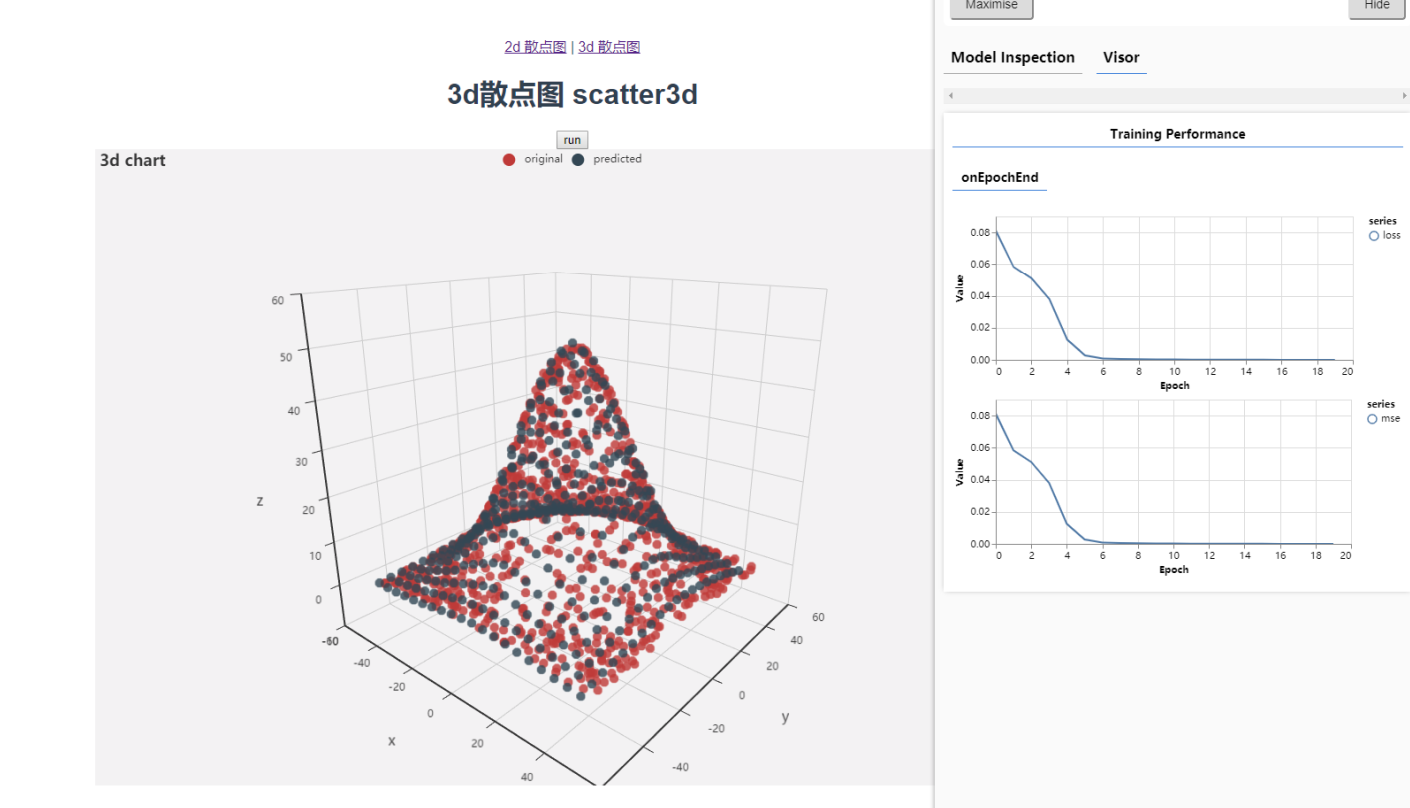 2d 散点图 | 3d 散点图
3d散点图 scatter3d
run
3d chart
original predicted
60
50
40
30
20
10
0
z
-60
-40
-20
0
20
40
x
60
40
20
0
-20
-40
y
Maximise
Hide
Model Inspection Visor
Training Performance
onEpochEnd
series
loss
0.08
0.06
0.04
0.02
0.00
Value
0 2 4 6 8 10 12 14 16 18 20
Epoch
series
mse
0.08
0.06
0.04
0.02
0.00
Value
0 2 4 6 8 10 12 14 16 18 20
Epoch